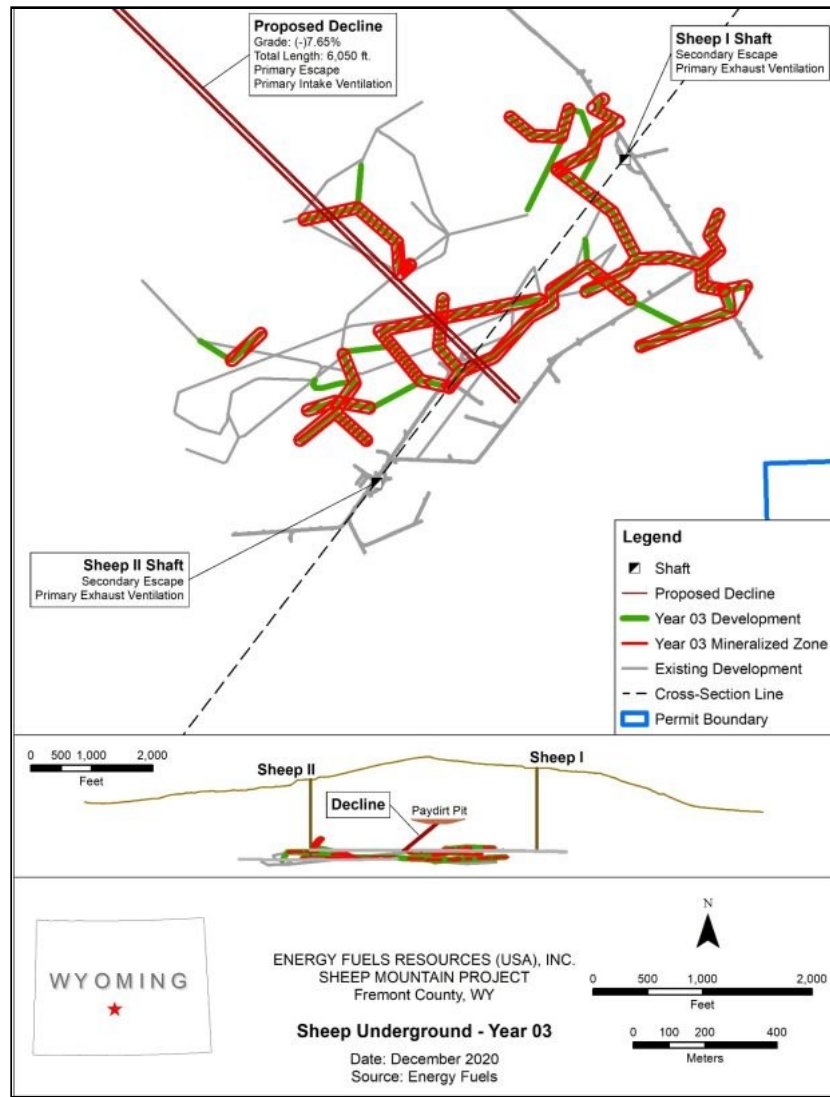 Proposed Decline
Grade: (-)7.65%
Total Length: 6,050 ft.
Primary Escape
Primary Intake Ventilation
Sheep I Shaft
Secondary Escape
Primary Exhaust Ventilation
Sheep II Shaft
Secondary Escape
Primary Exhaust Ventilation
Legend
Shaft
Proposed Decline
Year 03 Development
Year 03 Mineralized Zone
Existing Development
Cross-Section Line
Permit Boundary
0 500 1,000 2,000
Feet
Sheep II
Sheep I
Decline
Paydirt Pit
WYOMING
ENERGY FUELS RESOURCES (USA), INC.
SHEEP MOUNTAIN PROJECT
Fremont County, WY
Sheep Underground - Year 03
Date: December 2020
Source: Energy Fuels
N
0 500 1,000 2,000
Feet
0 100 200 400
Meters